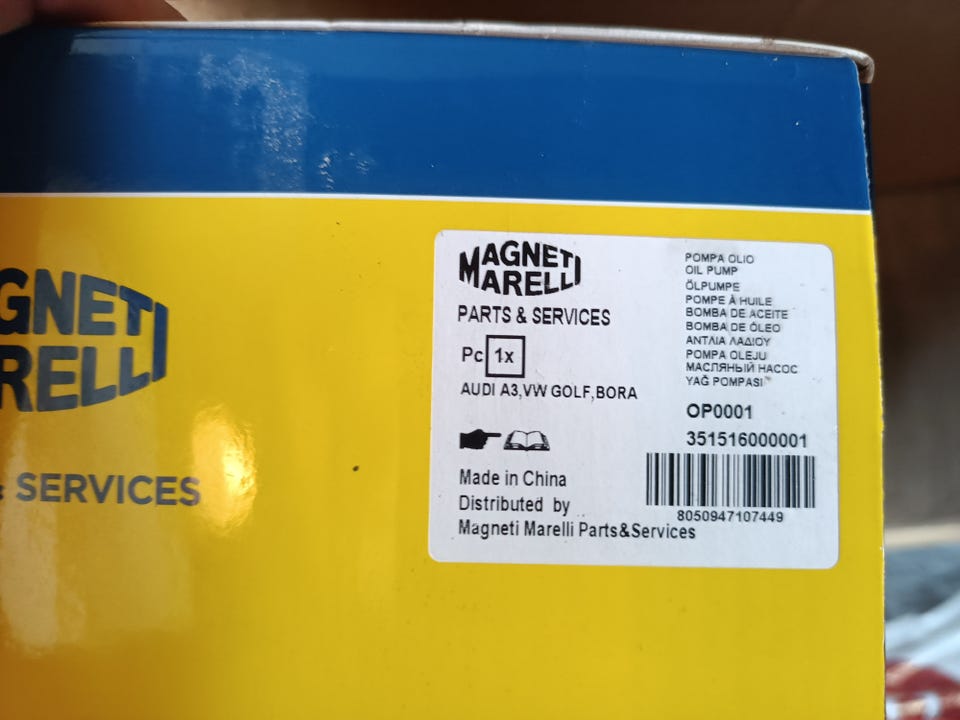 GNETI
RELLI
SERVICES
MAGNETI
MARELLI
PARTS & SERVICES
Pc 1x
AUDI A3,VW GOLF,BORA
Made in China
Distributed by
Magneti Marelli Parts&Services
POMPA OLIO
OIL PUMP
ÖLPUMPE
POMPE À HUILE
BOMBA DE ACEITE
BOMBA DE ÓLEO
ΑΝΤΛΙΑ ΛΑΔΙΟΥ
POMPA OLEJU
МАСЛЯНЫЙ НАСОС
YAĞ POMPASI
OP0001
351516000001
8050947107449